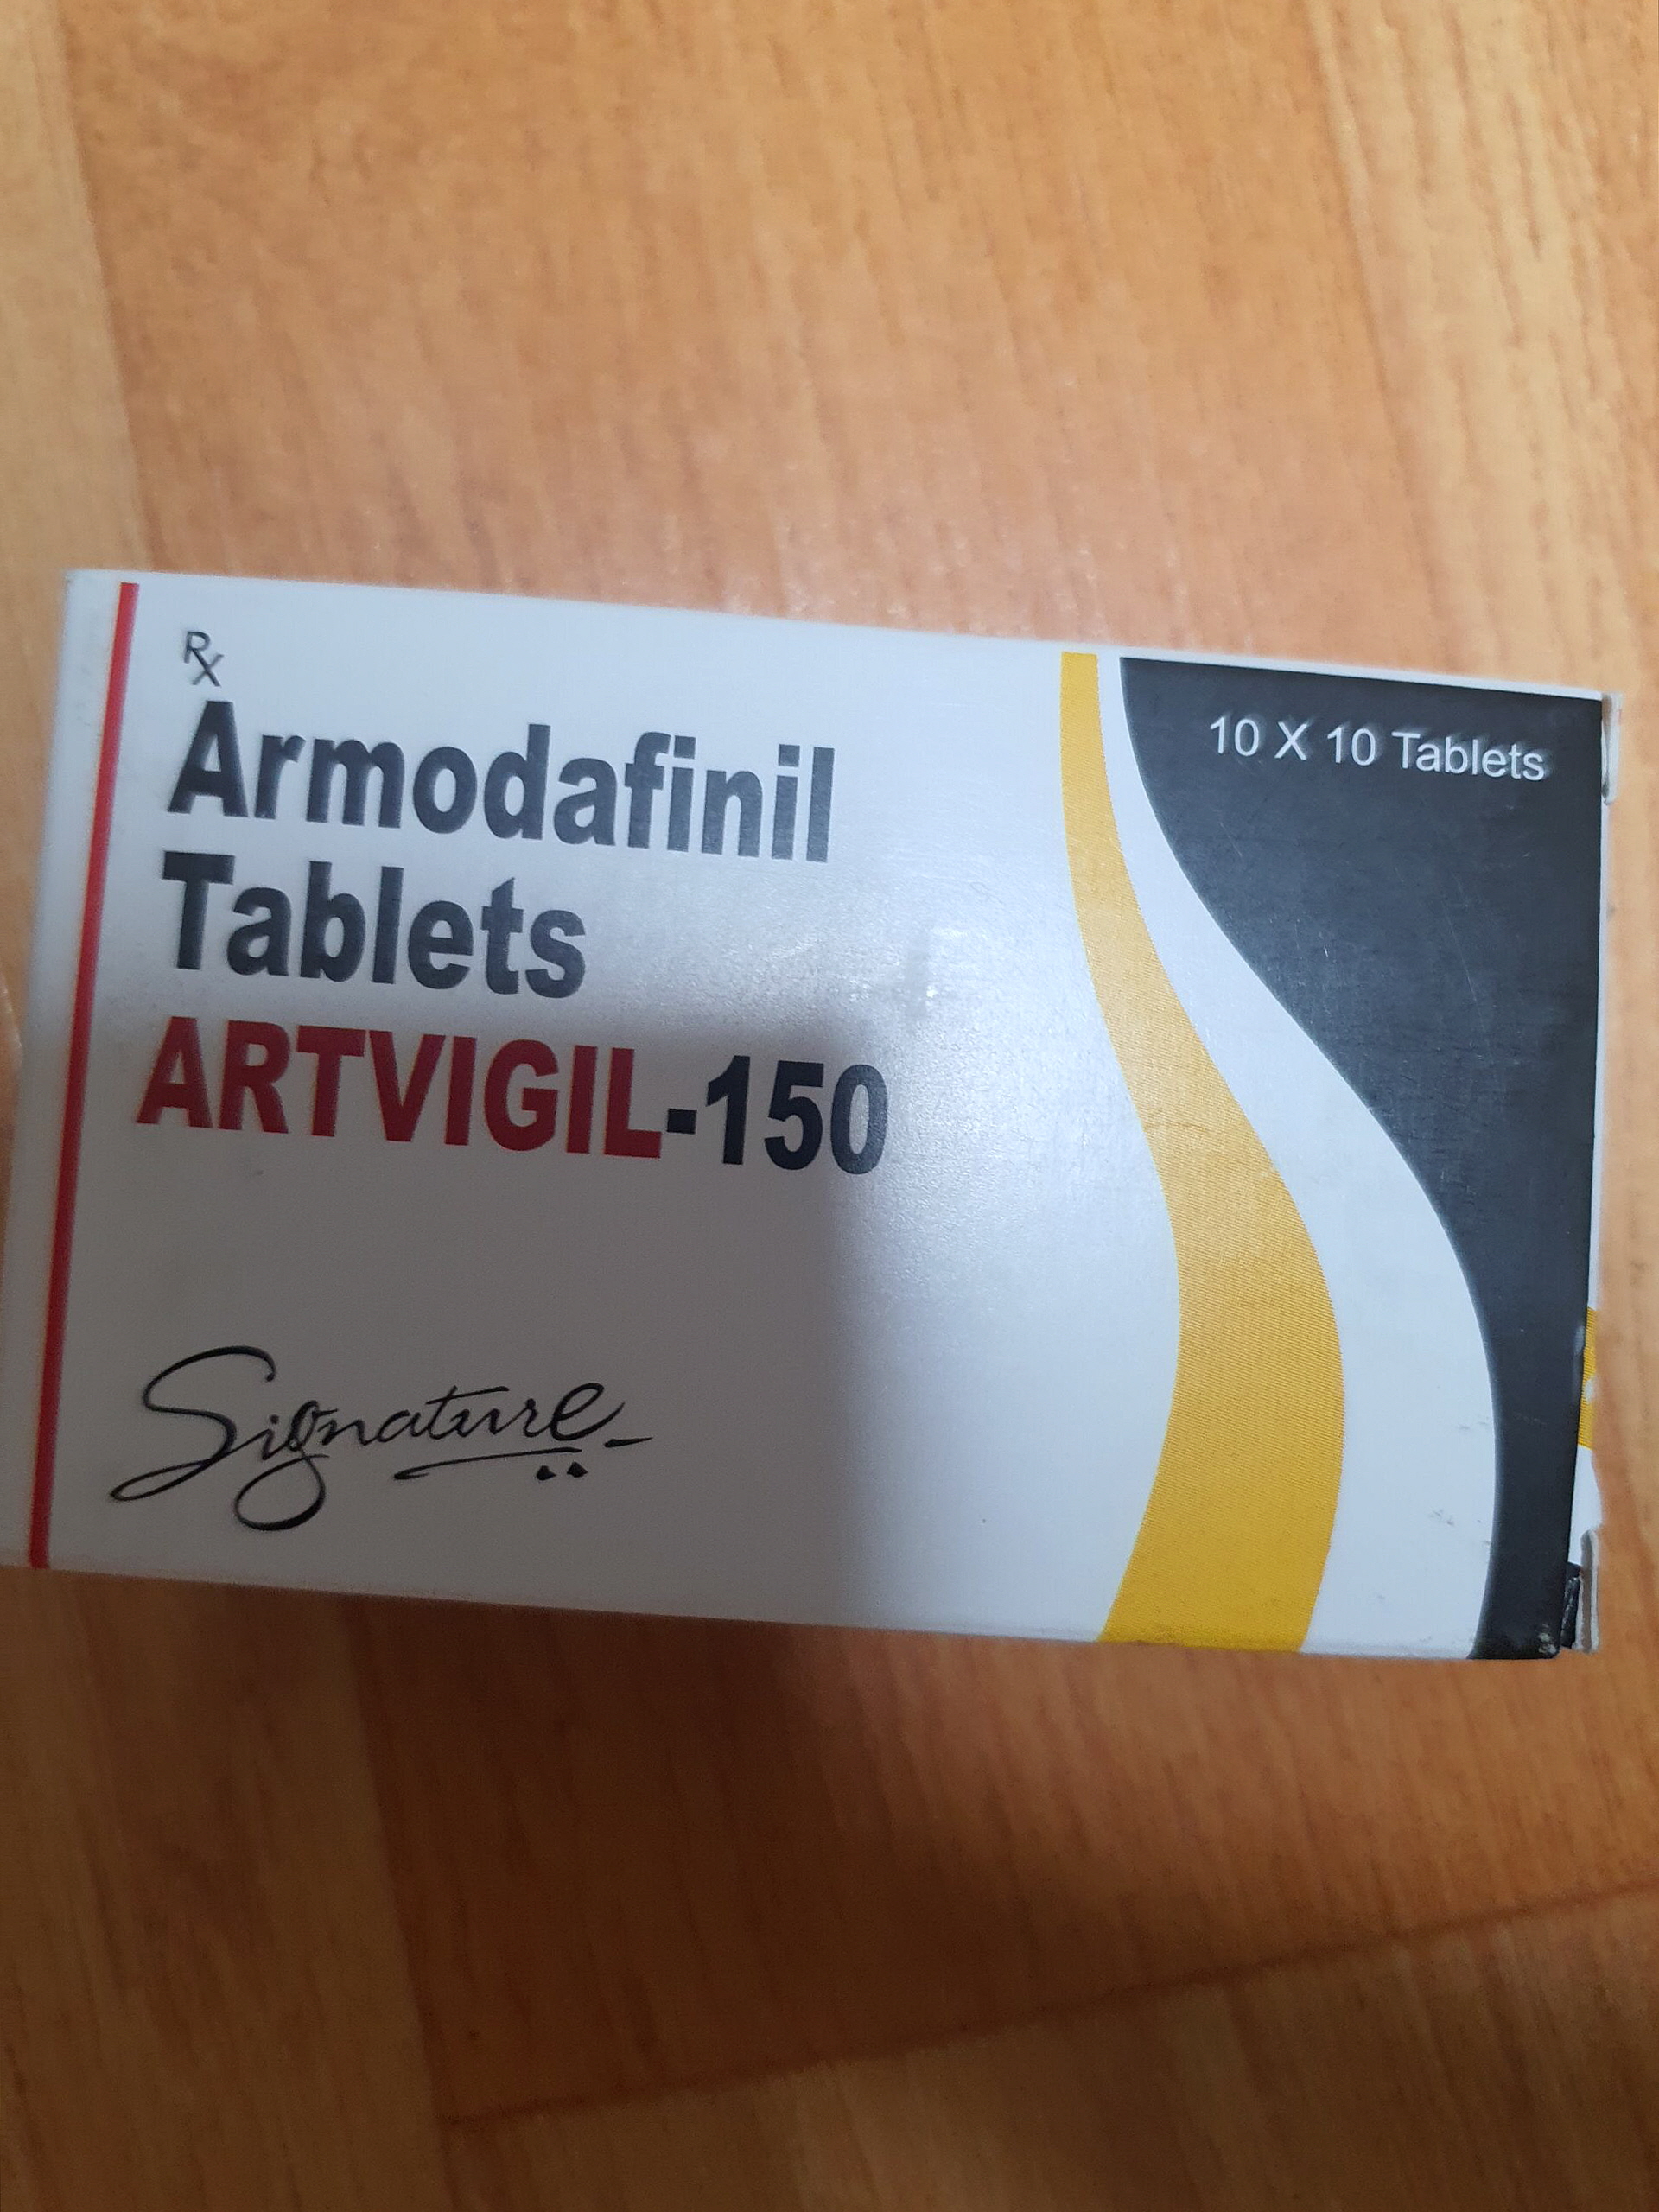 Rx
Armodafinil
Tablets
ARTVIGIL-150
Signature
10 X 10 Tablets